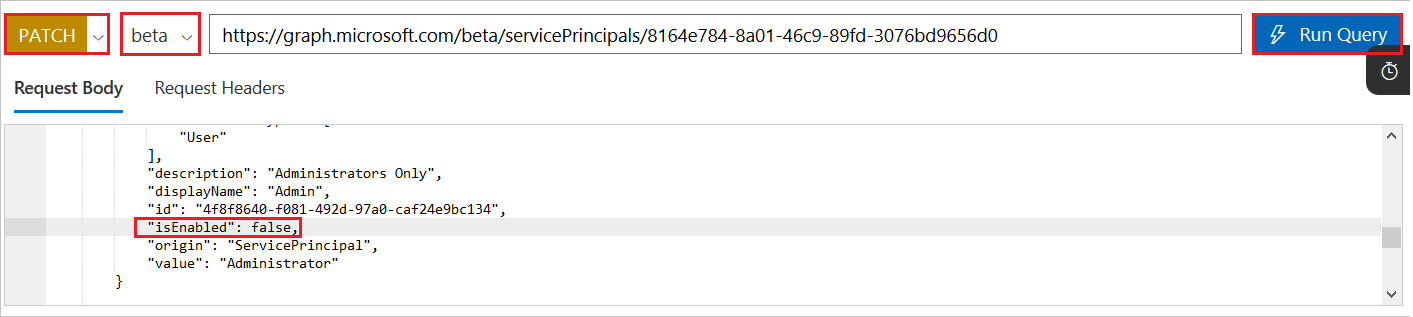 PATCH beta https://graph.microsoft.com/beta/servicePrincipals/8164e784-8a01-46c9-89fd-3076bd9656d0 Run Query
Request Body Request Headers
"User"
],
"description": "Administrators Only",
"displayName": "Admin",
"id": "4f8f8640-f081-492d-97a0-caf24e9bc134",
"isEnabled": false,
"origin": "ServicePrincipal",
"value": "Administrator"
}